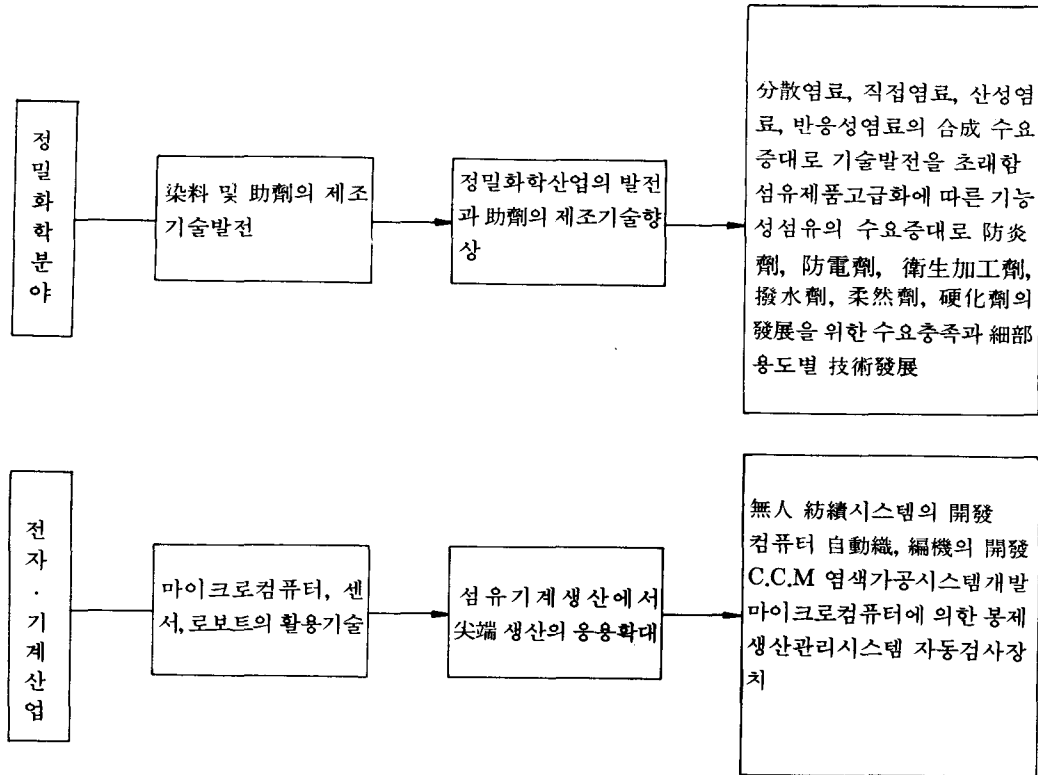 정밀화학분야
染料 및 助劑의 제조
기술발전
정밀화학산업의 발전
과 助劑의 제조기술향
상
分散염료, 직접염료, 산성염
료, 반응성염료의 合成 수요
증대로 기술발전을 초래함
섬유제품고급화에 따른 기능
성섬유의 수요증대로 防炎
劑, 防電劑, 衛生加工劑,
撥水劑, 柔然劑, 硬化劑의
發展을 위한 수요충족과 細部
용도별 技術發展
전자·기계산업
마이크로컴퓨터, 센
서, 로보트의 활용기술
섬유기계생산에서
尖端 생산의 응용확대
無人 紡績시스템의 開發
컴퓨터 自動織, 編機의 開發
C.C.M 염색가공시스템개발
마이크로컴퓨터에 의한 봉제
생산관리시스템 자동검사장
치